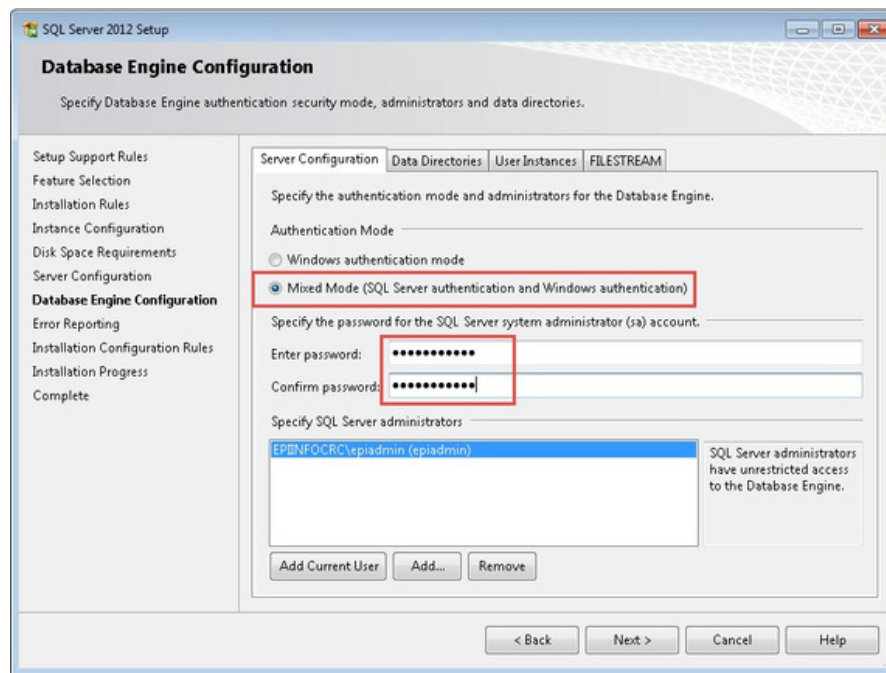 SQL Server 2012 Setup
Database Engine Configuration
Specify Database Engine authentication security mode, administrators and data directories.
Setup Support Rules
Feature Selection
Installation Rules
Instance Configuration
Disk Space Requirements
Server Configuration
Database Engine Configuration
Error Reporting
Installation Configuration Rules
Installation Progress
Complete
Server Configuration Data Directories User Instances FILESTREAM
Specify the authentication mode and administrators for the Database Engine.
Authentication Mode
Windows authentication mode
Mixed Mode (SQL Server authentication and Windows authentication)
Specify the password for the SQL Server system administrator (sa) account.
Enter password: ●●●●●●●●●●●
Confirm password: ●●●●●●●●●●●
Specify SQL Server administrators
EPIINFOCRC\epiadmin (epiadmin)
SQL Server administrators
have unrestricted access
to the Database Engine.
Add Current User Add... Remove
< Back Next > Cancel Help